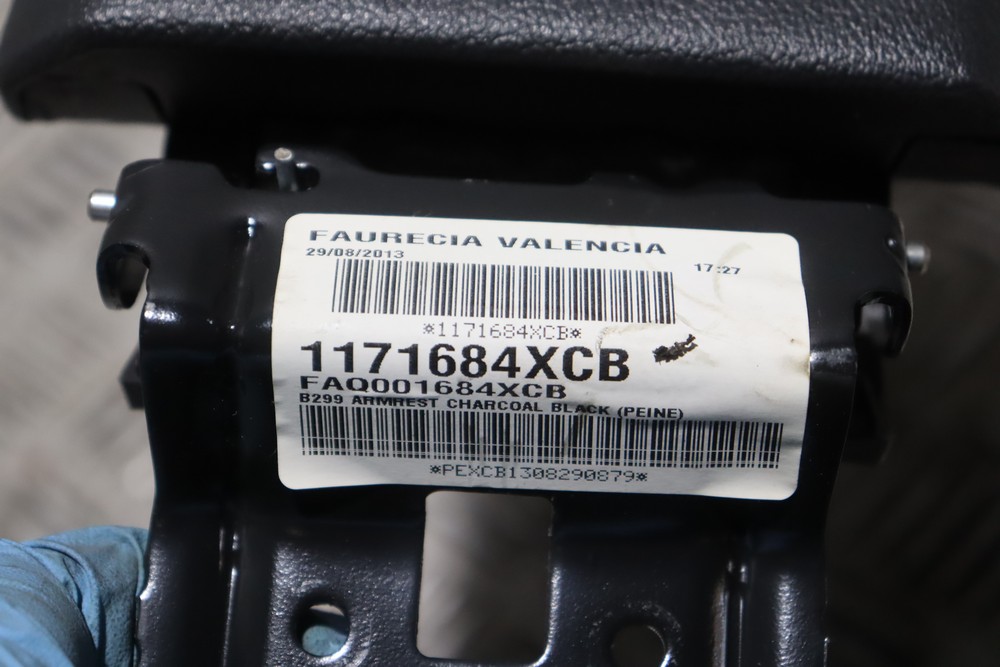 FAURECIA VALENCIA
29/08/2013 17:27
*1171684XCB*
1171684XCB
FAQ001684XCB
B299 ARMREST CHARCOAL BLACK (PEINE)
*PEXCB1308290879*